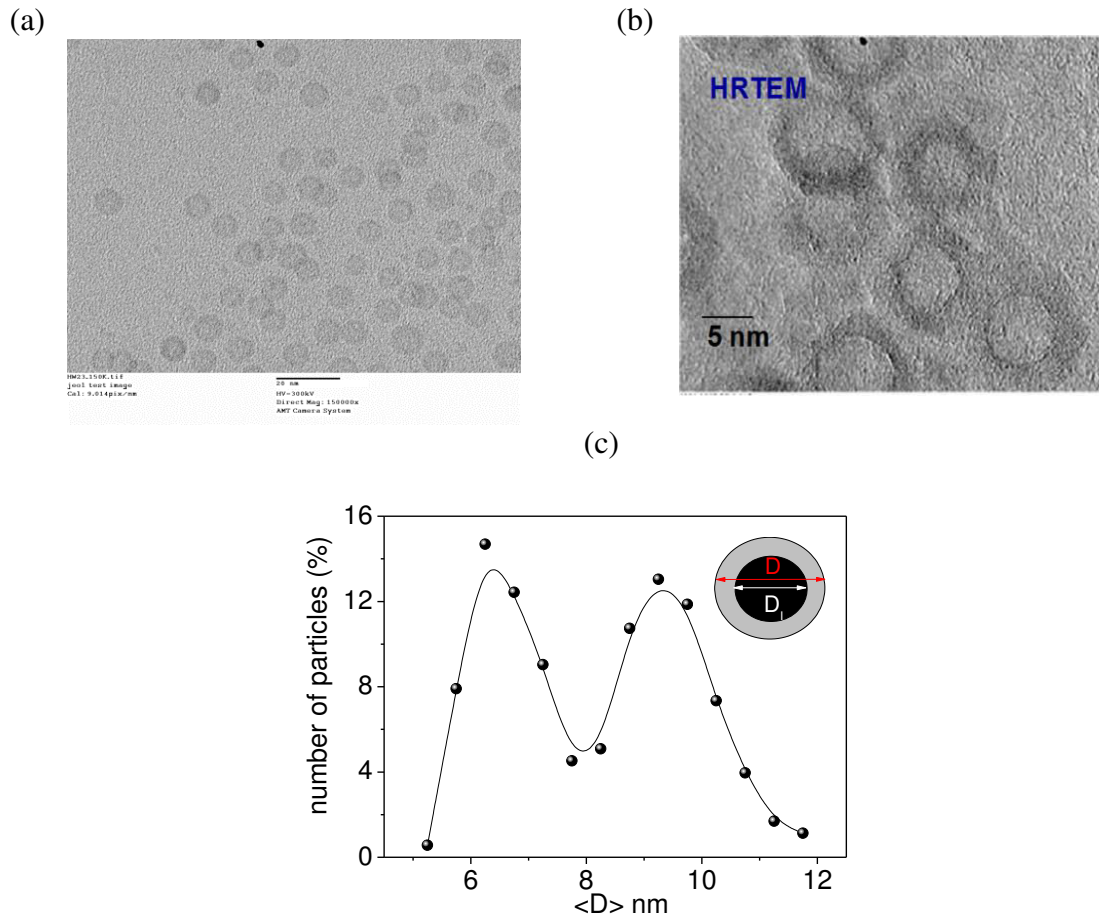 (a)
(b)
HRTEM
5 nm
HW23_150K.tif
jeol test image
Cal: 9.014pix/nm
20 nm
HV=300kV
Direct Mag: 150000x
AMT Camera System
(c)
number of particles (%)
16
12
8
4
0
D
D_I
6
8
10
12
<D> nm